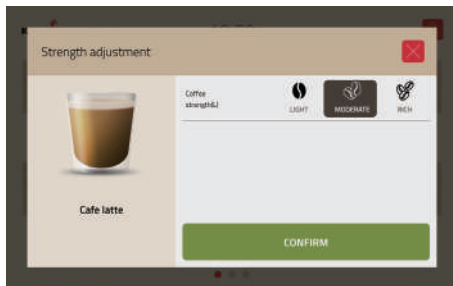 Strength adjustment
Coffee
strength&J
LIGHT
MODERATE
RICH
Cafe latte
CONFIRM